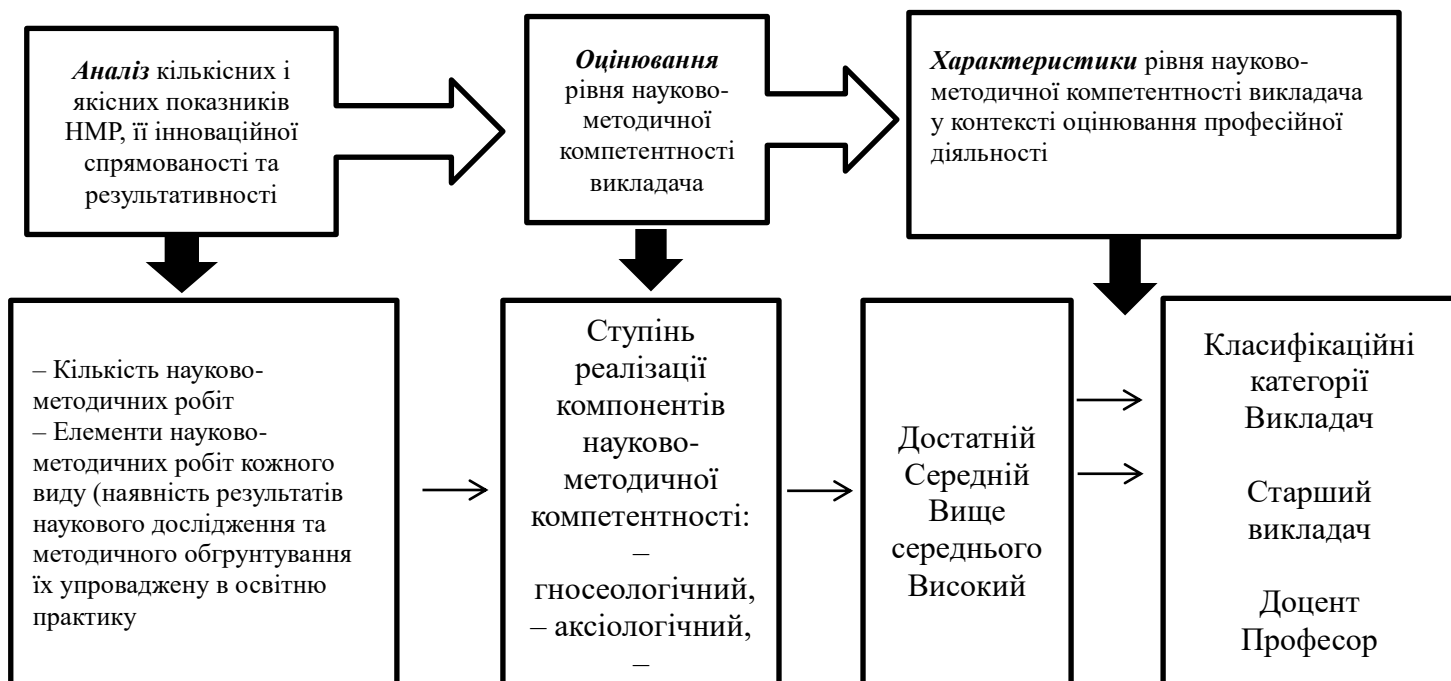 Аналіз кількісних і
якісних показників
НМР, її інноваційної
спрямованості та
результативності
Оцінювання
рівня науково-
методичної
компетентності
викладача
Характеристики рівня науково-
методичної компетентності викладача
у контексті оцінювання професійної
діяльності
– Кількість науково-
методичних робіт
– Елементи науково-
методичних робіт кожного
виду (наявність результатів
наукового дослідження та
методичного обгрунтування
їх упроваджену в освітню
практику
Ступінь
реалізації
компонентів
науково-
методичної
компетентності:
–
гносеологічний,
– аксіологічний,
–
Достатній
Середній
Вище
середнього
Високий
Класифікаційні
категорії
Викладач
Старший
викладач
Доцент
Професор